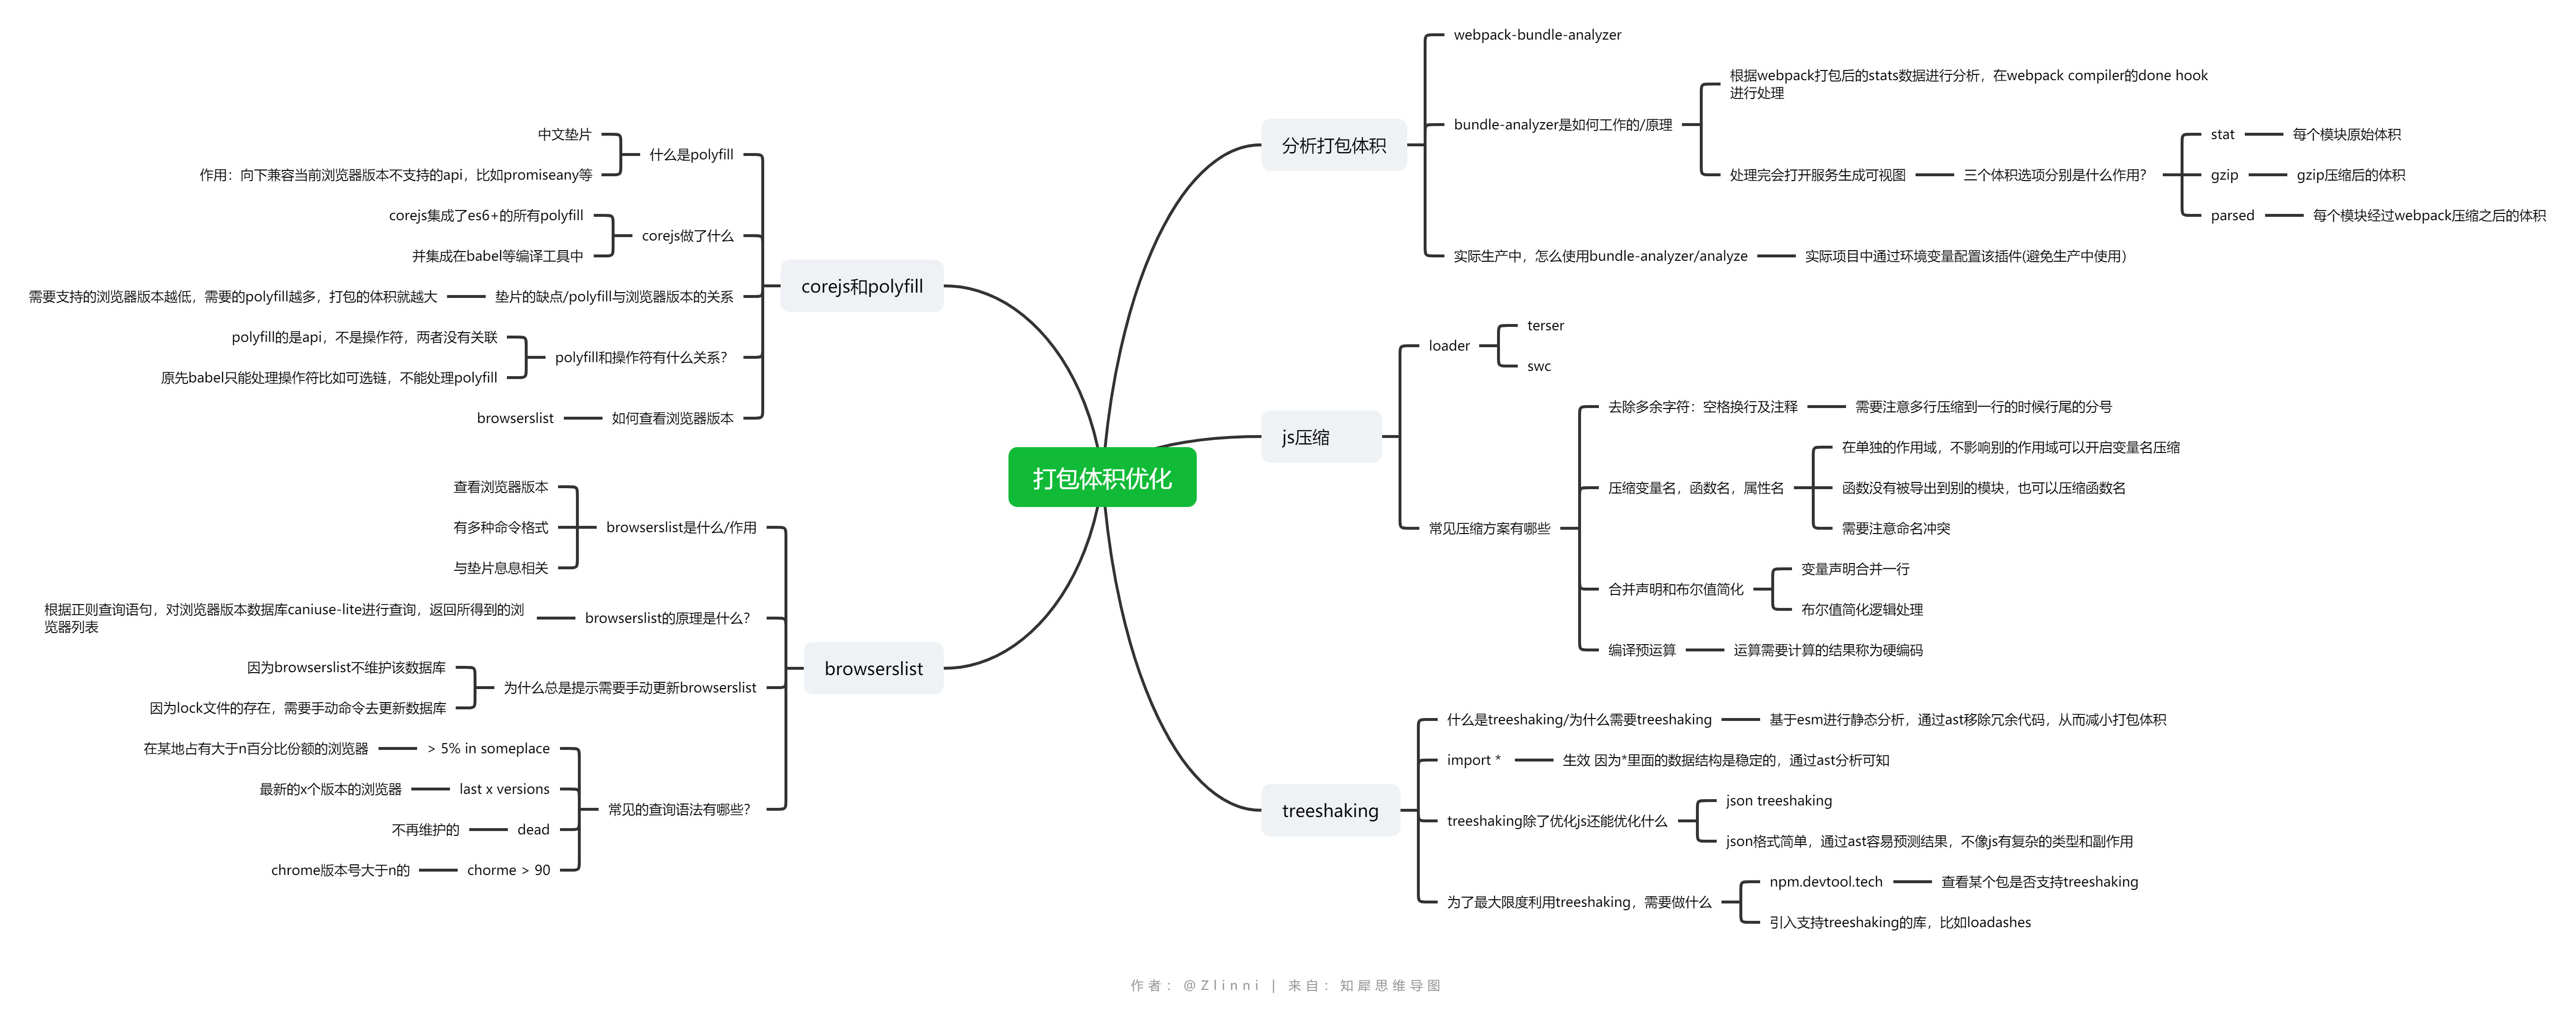 打包体积优化
分析打包体积
webpack-bundle-analyzer
bundle-analyzer是如何工作的/原理
根据webpack打包后的stats数据进行分析，在webpack compiler的done hook
进行处理
处理完会打开服务生成可视图
三个体积选项分别是什么作用？
stat
每个模块原始体积
gzip
gzip压缩后的体积
parsed
每个模块经过webpack压缩之后的体积
实际生产中，怎么使用bundle-analyzer/analyze
实际项目中通过环境变量配置该插件(避免生产中使用）
js压缩
loader
terser
swc
常见压缩方案有哪些
去除多余字符：空格换行及注释
需要注意多行压缩到一行的时候行尾的分号
压缩变量名，函数名，属性名
在单独的作用域，不影响别的作用域可以开启变量名压缩
函数没有被导出到别的模块，也可以压缩函数名
需要注意命名冲突
合并声明和布尔值简化
变量声明合并一行
布尔值简化逻辑处理
编译预运算
运算需要计算的结果称为硬编码
treeshaking
什么是treeshaking/为什么需要treeshaking
基于esm进行静态分析，通过ast移除冗余代码，从而减小打包体积
import *
生效 因为*里面的数据结构是稳定的，通过ast分析可知
treeshaking除了优化js还能优化什么
json treeshaking
json格式简单，通过ast容易预测结果，不像js有复杂的类型和副作用
为了最大限度利用treeshaking，需要做什么
npm.devtool.tech
查看某个包是否支持treeshaking
引入支持treeshaking的库，比如loadashes
corejs和polyfill
什么是polyfill
中文垫片
作用：向下兼容当前浏览器版本不支持的api，比如promiseany等
corejs做了什么
corejs集成了es6+的所有polyfill
并集成在babel等编译工具中
垫片的缺点/polyfill与浏览器版本的关系
需要支持的浏览器版本越低，需要的polyfill越多，打包的体积就越大
polyfill和操作符有什么关系？
polyfill的是api，不是操作符，两者没有关联
原先babel只能处理操作符比如可选链，不能处理polyfill
如何查看浏览器版本
browserslist
browserslist
browserslist是什么/作用
查看浏览器版本
有多种命令格式
与垫片息息相关
browserslist的原理是什么？
根据正则查询语句，对浏览器版本数据库caniuse-lite进行查询，返回所得到的浏
览器列表
为什么总是提示需要手动更新browserslist
因为browserslist不维护该数据库
因为lock文件的存在，需要手动命令去更新数据库
常见的查询语法有哪些？
> 5% in someplace
在某地占有大于n百分比份额的浏览器
last x versions
最新的x个版本的浏览器
dead
不再维护的
chorme > 90
chrome版本号大于n的
作者：@Zlinni | 来自：知犀思维导图